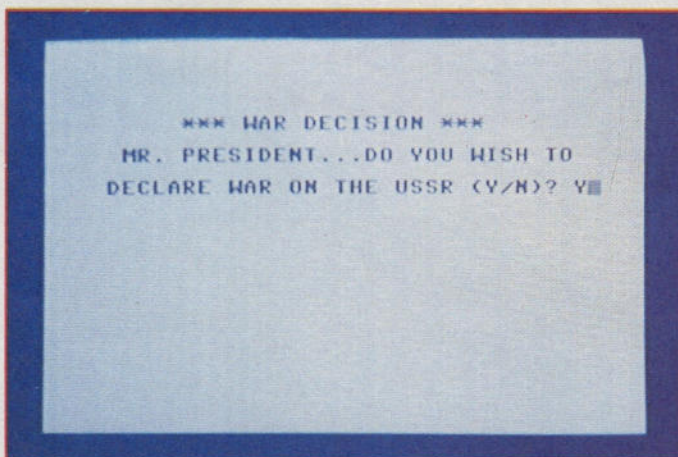 *** WAR DECISION ***
MR. PRESIDENT...DO YOU WISH TO
DECLARE WAR ON THE USSR (Y/N)? Y